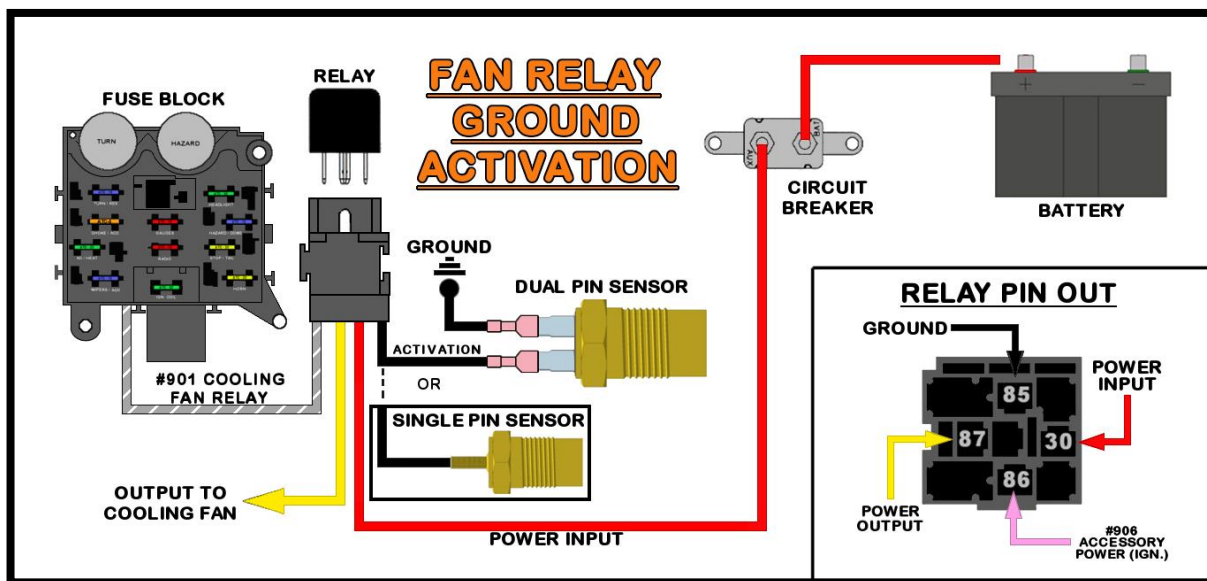 FAN RELAY
GROUND
ACTIVATION
RELAY
FUSE BLOCK
TURN
HAZARD
GROUND
DUAL PIN SENSOR
ACTIVATION
OR
SINGLE PIN SENSOR
#901 COOLING
FAN RELAY
OUTPUT TO
COOLING FAN
POWER INPUT
BAT
AUX
CIRCUIT
BREAKER
+
−
BATTERY
RELAY PIN OUT
GROUND
POWER
INPUT
85
87
30
86
POWER
OUTPUT
#906
ACCESSORY
POWER (IGN.)